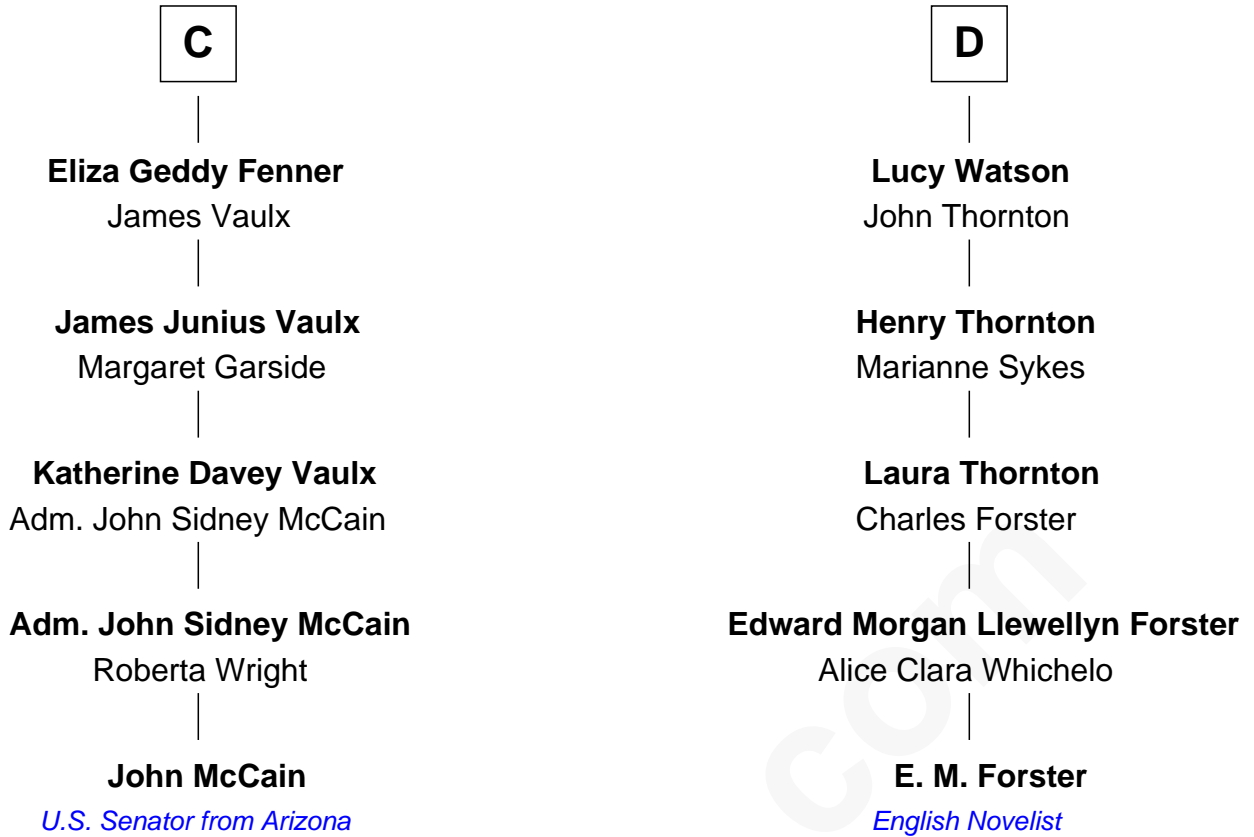 C
Eliza Geddy Fenner
James Vaulx
James Junius Vaulx
Margaret Garside
Katherine Davey Vaulx
Adm. John Sidney McCain
Adm. John Sidney McCain
Roberta Wright
John McCain
U.S. Senator from Arizona
D
Lucy Watson
John Thornton
Henry Thornton
Marianne Sykes
Laura Thornton
Charles Forster
Edward Morgan Llewellyn Forster
Alice Clara Whichelo
E. M. Forster
English Novelist
com